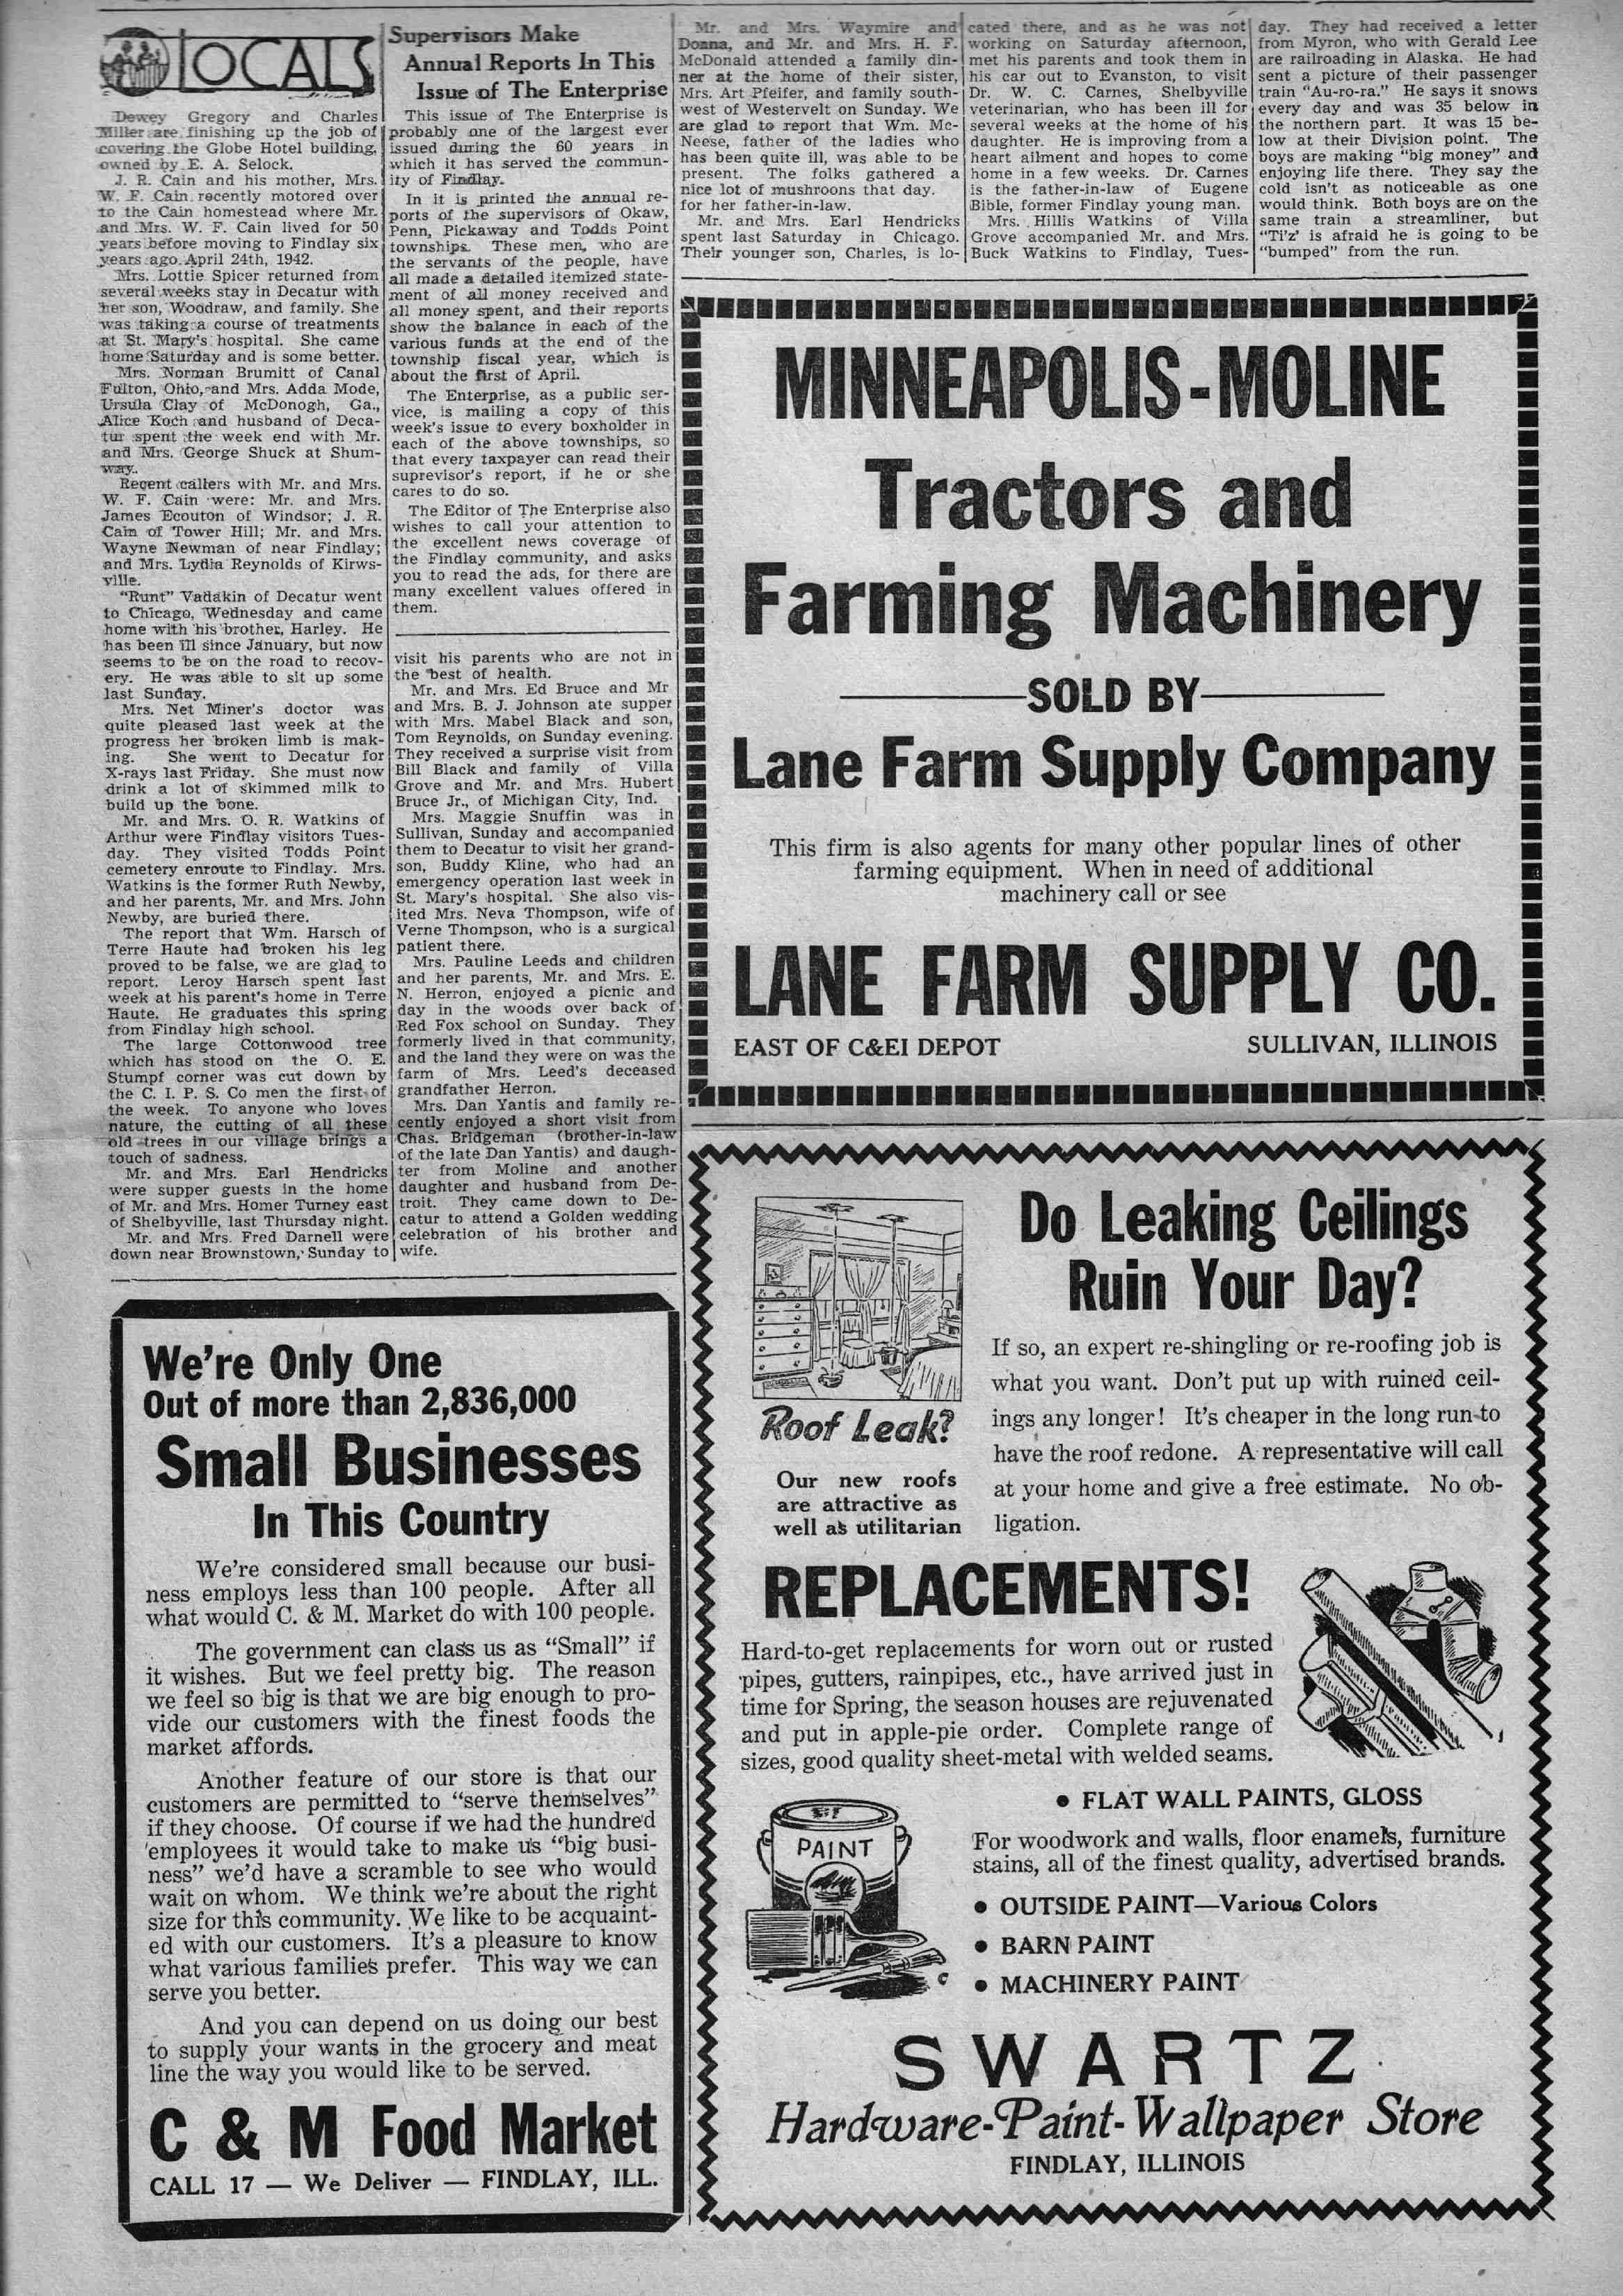 LOCALS
Dewey Gregory and Charles
Miller are finishing up the job of
covering the Globe Hotel building,
owned by E. A. Selock.
J. R. Cain and his mother, Mrs.
W. F. Cain recently motored over
to the Cain homestead where Mr.
and Mrs. W. F. Cain lived for 50
years before moving to Findlay six
years ago April 24th, 1942.
Mrs. Lottie Spicer returned from
several weeks stay in Decatur with
her son, Woodraw, and family. She
was taking a course of treatments
at St. Mary's hospital. She came
home Saturday and is some better.
Mrs. Norman Brumitt of Canal
Fulton, Ohio, and Mrs. Adda Mode,
Ursula Clay of McDonogh, Ga.,
Alice Koch and husband of Deca-
tur spent the week end with Mr.
and Mrs. George Shuck at Shum-
way.
Recent callers with Mr. and Mrs.
W. F. Cain were: Mr. and Mrs.
James Ecouton of Windsor; J. R.
Cain of Tower Hill; Mr. and Mrs.
Wayne Newman of near Findlay;
and Mrs. Lydia Reynolds of Kirws-
ville.
"Runt" Vadakin of Decatur went
to Chicago, Wednesday and came
home with his brother, Harley. He
has been ill since January, but now
seems to be on the road to recov-
ery. He was able to sit up some
last Sunday.
Mrs. Net Miner's doctor was
quite pleased last week at the
progress her broken limb is mak-
ing. She went to Decatur for
X-rays last Friday. She must now
drink a lot of skimmed milk to
build up the bone.
Mr. and Mrs. O. R. Watkins of
Arthur were Findlay visitors Tues-
day. They visited Todds Point
cemetery enroute to Findlay. Mrs.
Watkins is the former Ruth Newby,
and her parents, Mr. and Mrs. John
Newby, are buried there.
The report that Wm. Harsch of
Terre Haute had broken his leg
proved to be false, we are glad to
report. Leroy Harsch spent last
week at his parent's home in Terre
Haute. He graduates this spring
from Findlay high school.
The large Cottonwood tree
which has stood on the O. E.
Stumpf corner was cut down by
the C. I. P. S. Co men the first of
the week. To anyone who loves
nature, the cutting of all these
old trees in our village brings a
touch of sadness.
Mr. and Mrs. Earl Hendricks
were supper guests in the home
of Mr. and Mrs. Homer Turney east
of Shelbyville, last Thursday night.
Mr. and Mrs. Fred Darnell were
down near Brownstown, Sunday to
Supervisors Make
Annual Reports In This
Issue of The Enterprise
This issue of The Enterprise is
probably one of the largest ever
issued during the 60 years in
which it has served the commun-
ity of Findlay.
In it is printed the annual re-
ports of the supervisors of Okaw,
Penn, Pickaway and Todds Point
townships. These men, who are
the servants of the people, have
all made a detailed itemized state-
ment of all money received and
all money spent, and their reports
show the balance in each of the
various funds at the end of the
township fiscal year, which is
about the first of April.
The Enterprise, as a public ser-
vice, is mailing a copy of this
week's issue to every boxholder in
each of the above townships, so
that every taxpayer can read their
suprevisor's report, if he or she
cares to do so.
The Editor of The Enterprise also
wishes to call your attention to
the excellent news coverage of
the Findlay community, and asks
you to read the ads, for there are
many excellent values offered in
them.
visit his parents who are not in
the best of health.
Mr. and Mrs. Ed Bruce and Mr
and Mrs. B. J. Johnson ate supper
with Mrs. Mabel Black and son,
Tom Reynolds, on Sunday evening.
They received a surprise visit from
Bill Black and family of Villa
Grove and Mr. and Mrs. Hubert
Bruce Jr., of Michigan City, Ind.
Mrs. Maggie Snuffin was in
Sullivan, Sunday and accompanied
them to Decatur to visit her grand-
son, Buddy Kline, who had an
emergency operation last week in
St. Mary's hospital. She also vis-
ited Mrs. Neva Thompson, wife of
Verne Thompson, who is a surgical
patient there.
Mrs. Pauline Leeds and children
and her parents, Mr. and Mrs. E.
N. Herron, enjoyed a picnic and
day in the woods over back of
Red Fox school on Sunday. They
formerly lived in that community,
and the land they were on was the
farm of Mrs. Leed's deceased
grandfather Herron.
Mrs. Dan Yantis and family re-
cently enjoyed a short visit from
Chas. Bridgeman (brother-in-law
of the late Dan Yantis) and daugh-
ter from Moline and another
daughter and husband from De-
troit. They came down to De-
catur to attend a Golden wedding
celebration of his brother and
wife.
Mr. and Mrs. Waymire and
Donna, and Mr. and Mrs. H. F.
McDonald attended a family din-
ner at the home of their sister,
Mrs. Art Pfeifer, and family south-
west of Westervelt on Sunday. We
are glad to report that Wm. Mc-
Neese, father of the ladies who
has been quite ill, was able to be
present. The folks gathered a
nice lot of mushroons that day.
for her father-in-law.
Mr. and Mrs. Earl Hendricks
spent last Saturday in Chicago.
Their younger son, Charles, is lo-
cated there, and as he was not
working on Saturday afternoon,
met his parents and took them in
his car out to Evanston, to visit
Dr. W. C. Carnes, Shelbyville
veterinarian, who has been ill for
several weeks at the home of his
daughter. He is improving from a
heart ailment and hopes to come
home in a few weeks. Dr. Carnes
is the father-in-law of Eugene
Bible, former Findlay young man.
Mrs. Hillis Watkins of Villa
Grove accompanied Mr. and Mrs.
Buck Watkins to Findlay, Tues-
day. They had received a letter
from Myron, who with Gerald Lee
are railroading in Alaska. He had
sent a picture of their passenger
train "Au-ro-ra." He says it snows
every day and was 35 below in
the northern part. It was 15 be-
low at their Division point. The
boys are making "big money" and
enjoying life there. They say the
cold isn't as noticeable as one
would think. Both boys are on the
same train a streamliner, but
"Ti'z' is afraid he is going to be
"bumped" from the run.
MINNEAPOLIS-MOLINE
Tractors and
Farming Machinery
SOLD BY
Lane Farm Supply Company
This firm is also agents for many other popular lines of other
farming equipment. When in need of additional
machinery call or see
LANE FARM SUPPLY CO.
EAST OF C&EI DEPOT SULLIVAN, ILLINOIS
We're Only One
Out of more than 2,836,000
Small Businesses
In This Country
We're considered small because our busi-
ness employs less than 100 people. After all
what would C. & M. Market do with 100 people.
The government can class us as "Small" if
it wishes. But we feel pretty big. The reason
we feel so big is that we are big enough to pro-
vide our customers with the finest foods the
market affords.
Another feature of our store is that our
customers are permitted to "serve themselves"
if they choose. Of course if we had the hundred
employees it would take to make us "big busi-
ness" we'd have a scramble to see who would
wait on whom. We think we're about the right
size for this community. We like to be acquaint-
ed with our customers. It's a pleasure to know
what various families prefer. This way we can
serve you better.
And you can depend on us doing our best
to supply your wants in the grocery and meat
line the way you would like to be served.
C & M Food Market
CALL 17 — We Deliver — FINDLAY, ILL.
Do Leaking Ceilings
Ruin Your Day?
If so, an expert re-shingling or re-roofing job is
what you want. Don't put up with ruined ceil-
ings any longer! It's cheaper in the long run to
have the roof redone. A representative will call
at your home and give a free estimate. No ob-
ligation.
Roof Leak?
Our new roofs
are attractive as
well as utilitarian
REPLACEMENTS!
Hard-to-get replacements for worn out or rusted
pipes, gutters, rainpipes, etc., have arrived just in
time for Spring, the season houses are rejuvenated
and put in apple-pie order. Complete range of
sizes, good quality sheet-metal with welded seams.
PAINT
• FLAT WALL PAINTS, GLOSS
For woodwork and walls, floor enamels, furniture
stains, all of the finest quality, advertised brands.
• OUTSIDE PAINT—Various Colors
• BARN PAINT
• MACHINERY PAINT
SWARTZ
Hardware-Paint-Wallpaper Store
FINDLAY, ILLINOIS